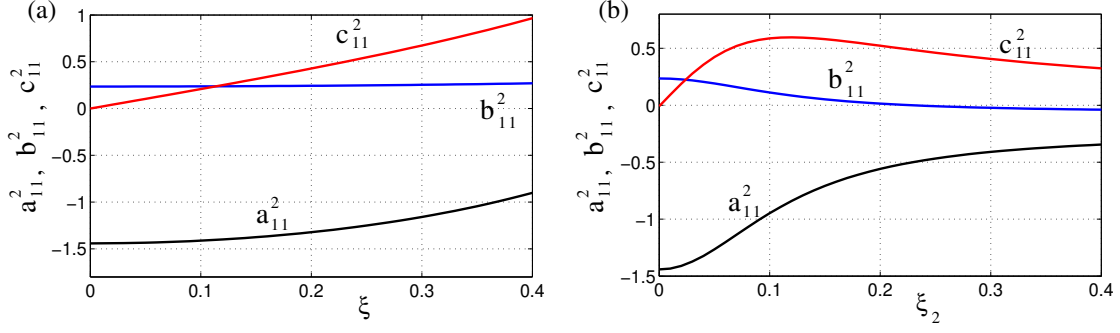 (a)
1
0.5
0
−0.5
−1
−1.5
a²₁₁, b²₁₁, c²₁₁
c²₁₁
b²₁₁
a²₁₁
0 0.1 0.2 0.3 0.4
ξ
(b)
0.5
0
−0.5
−1
−1.5
a²₁₁, b²₁₁, c²₁₁
c²₁₁
b²₁₁
a²₁₁
0 0.1 0.2 0.3 0.4
ξ₂